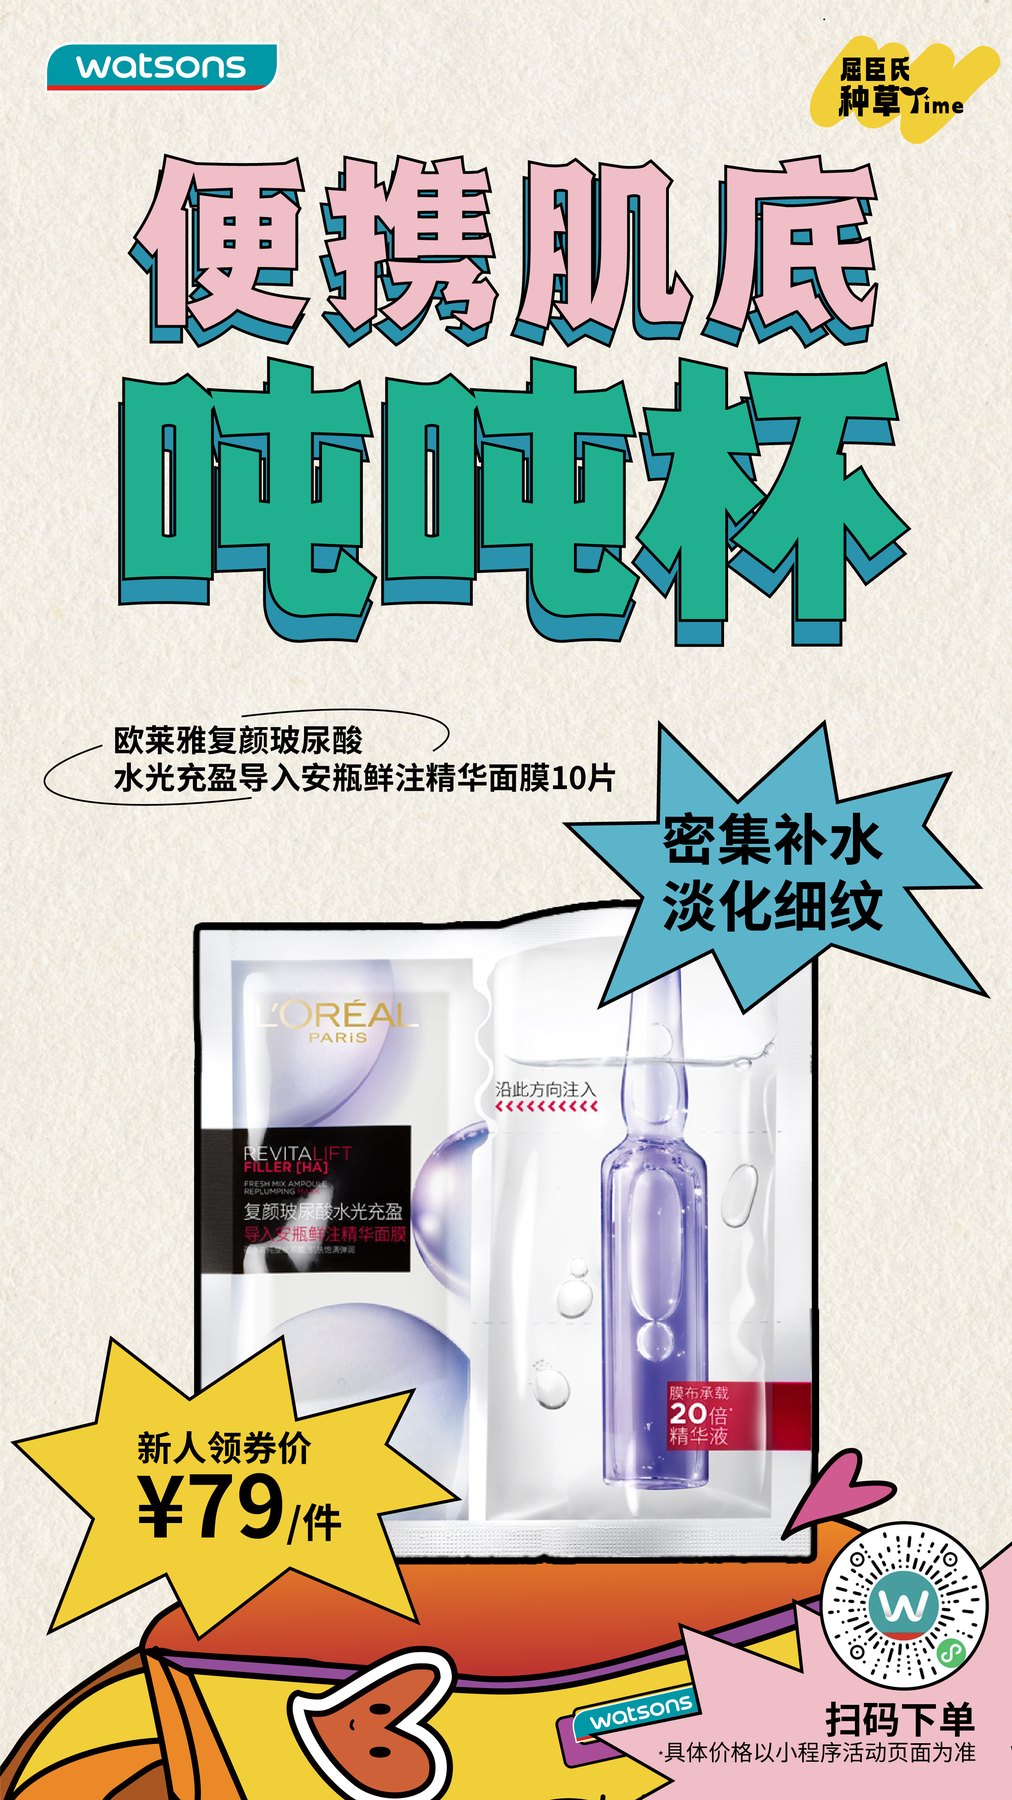 watsons
屈臣氏
种草Time
便携肌底
吨吨杯
欧莱雅复颜玻尿酸
水光充盈导入安瓶鲜注精华面膜10片
密集补水
淡化细纹
L'ORÉAL
PARiS
沿此方向注入
REVITALIFT
FILLER [HA]
FRESH MIX AMPOULE
REPLUMPING MASK
复颜玻尿酸水光充盈
导入安瓶鲜注精华面膜
膜布承载
20倍*
精华液
新人领券价
¥79/件
W
watsons
扫码下单
*具体价格以小程序活动页面为准